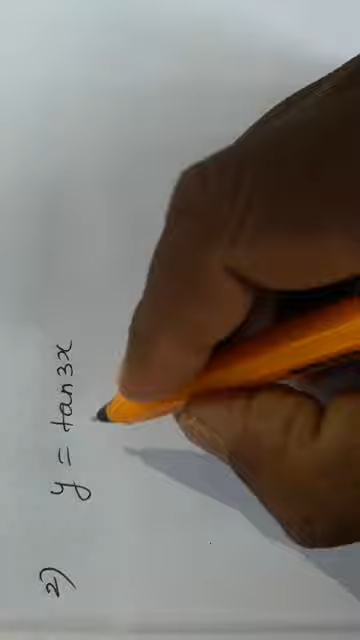 2) y = tan3x